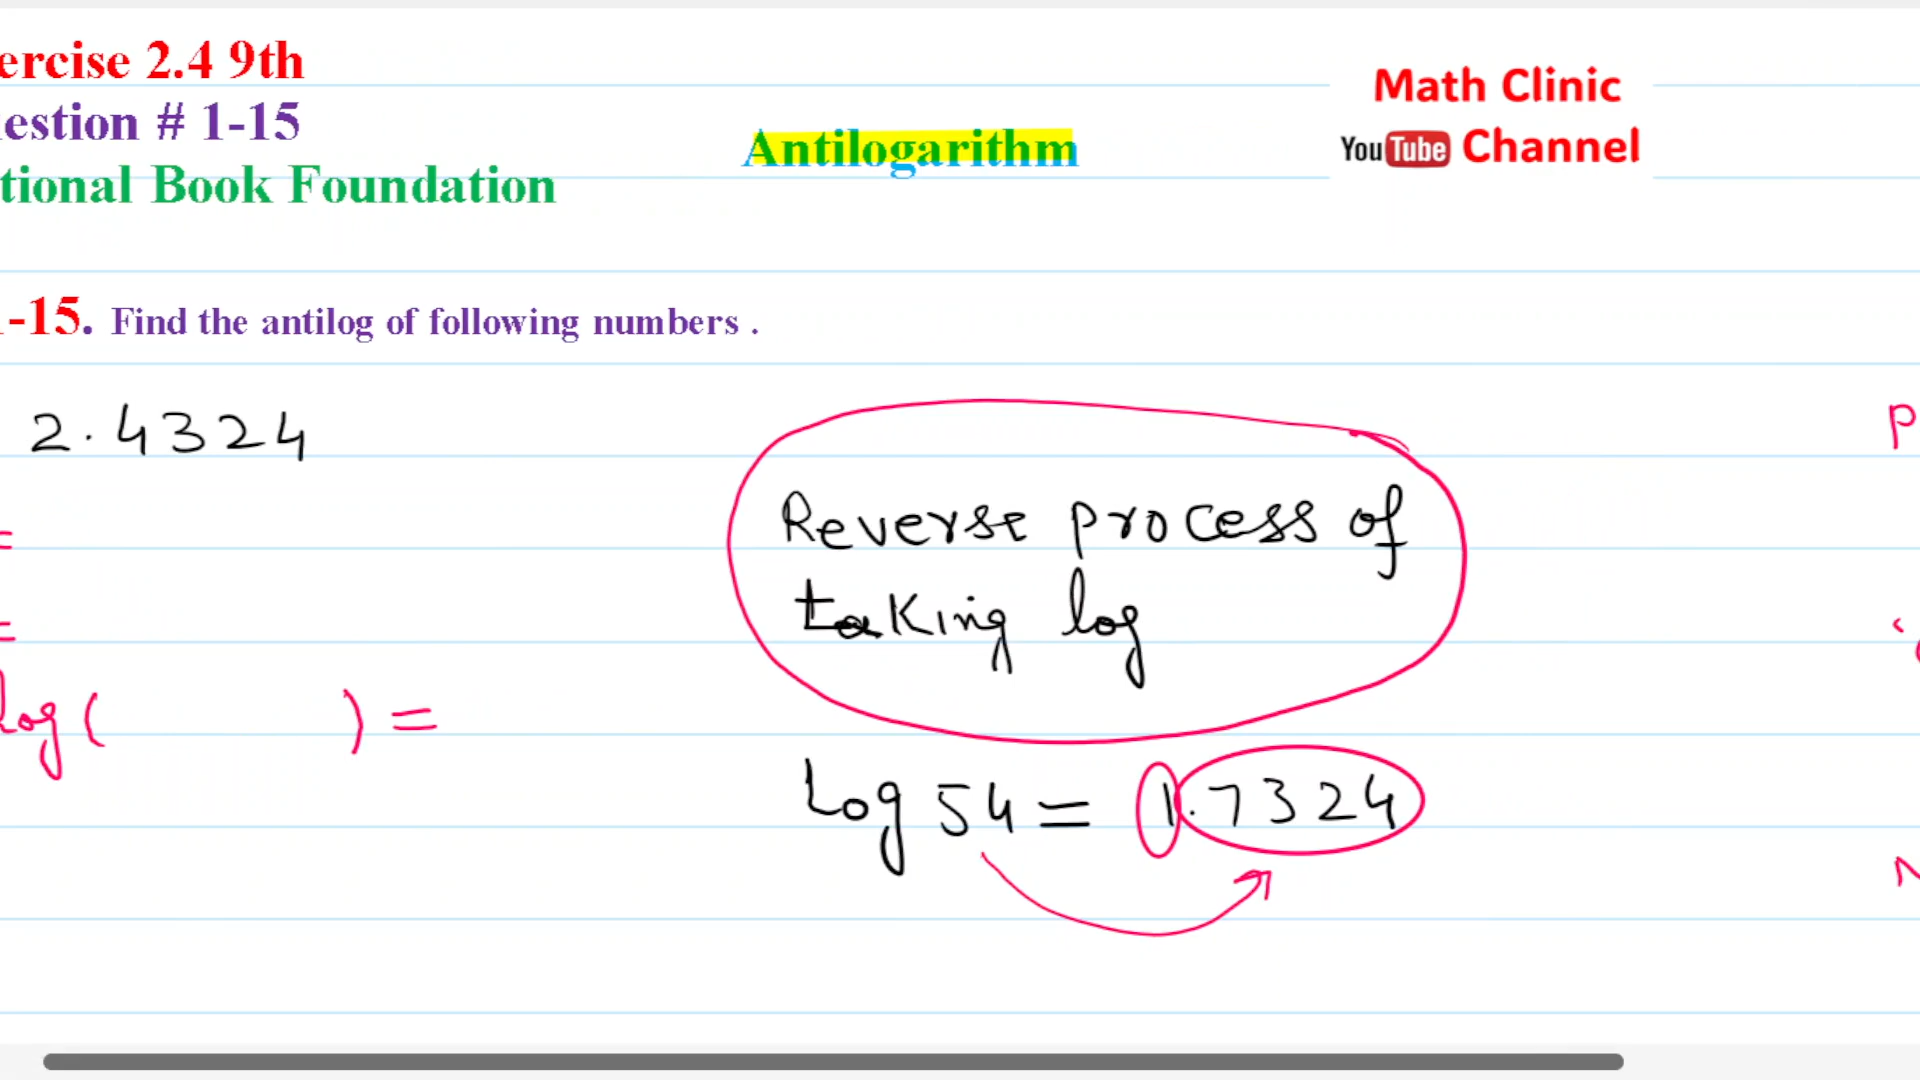 ercise 2.4 9th
estion # 1-15
tional Book Foundation
Antilogarithm
Math Clinic
YouTube Channel
-15. Find the antilog of following numbers .
2.4324
=
=
log( ) =
Reverse process of
taking log
Log 54 = 1.7324
P